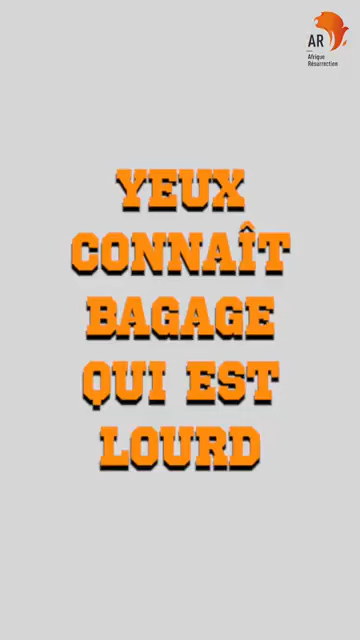 AR
Afrique
Résurrection
YEUX
CONNAÎT
BAGAGE
QUI EST
LOURD